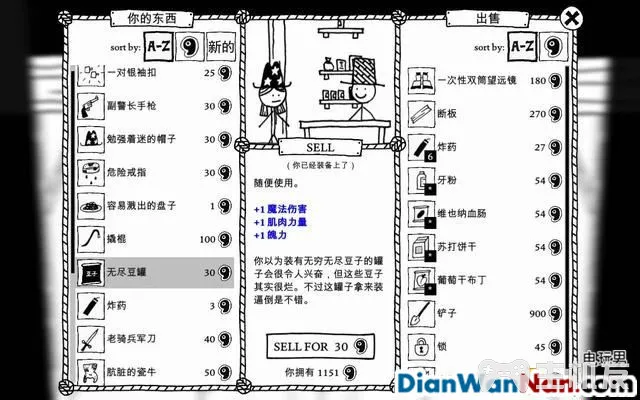 你的东西
sort by: A-Z 新的
一对银袖扣 25
副警长手枪 30
勉强着迷的帽子 30
危险戒指 30
容易溅出的盘子 1
撬棍 100
豆子 无尽豆罐 30
炸药 3
老骑兵军刀 40
肮脏的瓷牛 50
SELL
(你已经装备上了)
随便使用。
+1 魔法伤害
+1 肌肉力量
+1 魄力
你以为装有无穷无尽豆子的罐
子会很令人兴奋，但这些豆子
其实很烂。不过这罐子拿来装
逼倒是不错。
SELL FOR 30
你拥有 1151
出售
sort by: A-Z
一次性双筒望远镜 180
断板 270
6 炸药 27
牙粉 54
维也纳血肠 54
苏打饼干 54
葡萄干布丁 54
铲子 900
锁 45
54
电玩男
DianWanNan.com